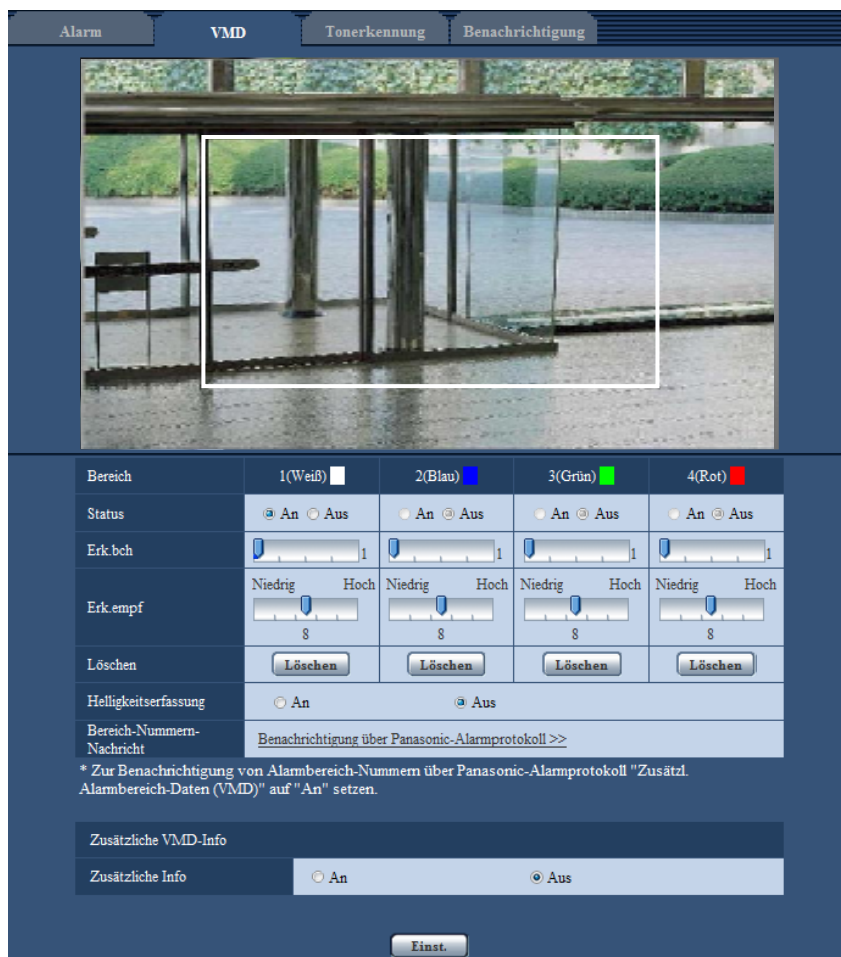 Alarm VMD Tonerkennung Benachrichtigung
Bereich 1(Weiß) 2(Blau) 3(Grün) 4(Rot)
Status An Aus An Aus An Aus An Aus
Erk.bch 1 1 1 1
Niedrig Hoch Niedrig Hoch Niedrig Hoch Niedrig Hoch
Erk.empf
8 8 8 8
Löschen Löschen Löschen Löschen Löschen
Helligkeitserfassung An Aus
Bereich-Nummern-
Nachricht Benachrichtigung über Panasonic-Alarmprotokoll >>
* Zur Benachrichtigung von Alarmbereich-Nummern über Panasonic-Alarmprotokoll "Zusätzl.
Alarmbereich-Daten (VMD)" auf "An" setzen.
Zusätzliche VMD-Info
Zusätzliche Info An Aus
Einst.